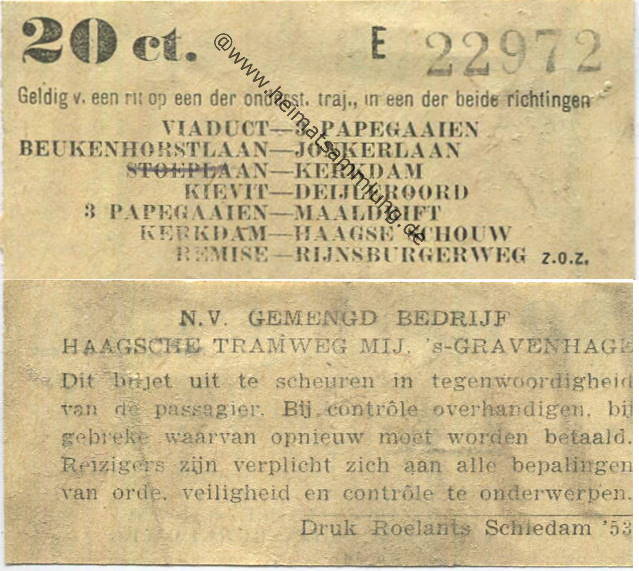 20 ct. E 22972
Geldig v. een rit op een der onderst. traj., in een der beide richtingen
VIADUCT—3 PAPEGAAIEN
BEUKENHORSTLAAN—JONKERLAAN
STOEPLAAN—KERKDAM
KIEVIT—DEIJLEROORD
3 PAPEGAAIEN—MAALDRIFT
KERKDAM—HAAGSE SCHOUW
REMISE—RIJNSBURGERWEG z.o.z.
@www.heimatsammlung.de
N.V. GEMENGD BEDRIJF
HAAGSCHE TRAMWEG MIJ. 's-GRAVENHAGE
Dit biljet uit te scheuren in tegenwoordigheid
van de passagier. Bij contrôle overhandigen, bij
gebreke waarvan opnieuw moet worden betaald.
Reizigers zijn verplicht zich aan alle bepalingen
van orde, veiligheid en contrôle te onderwerpen.
Druk Roelants Schiedam '53